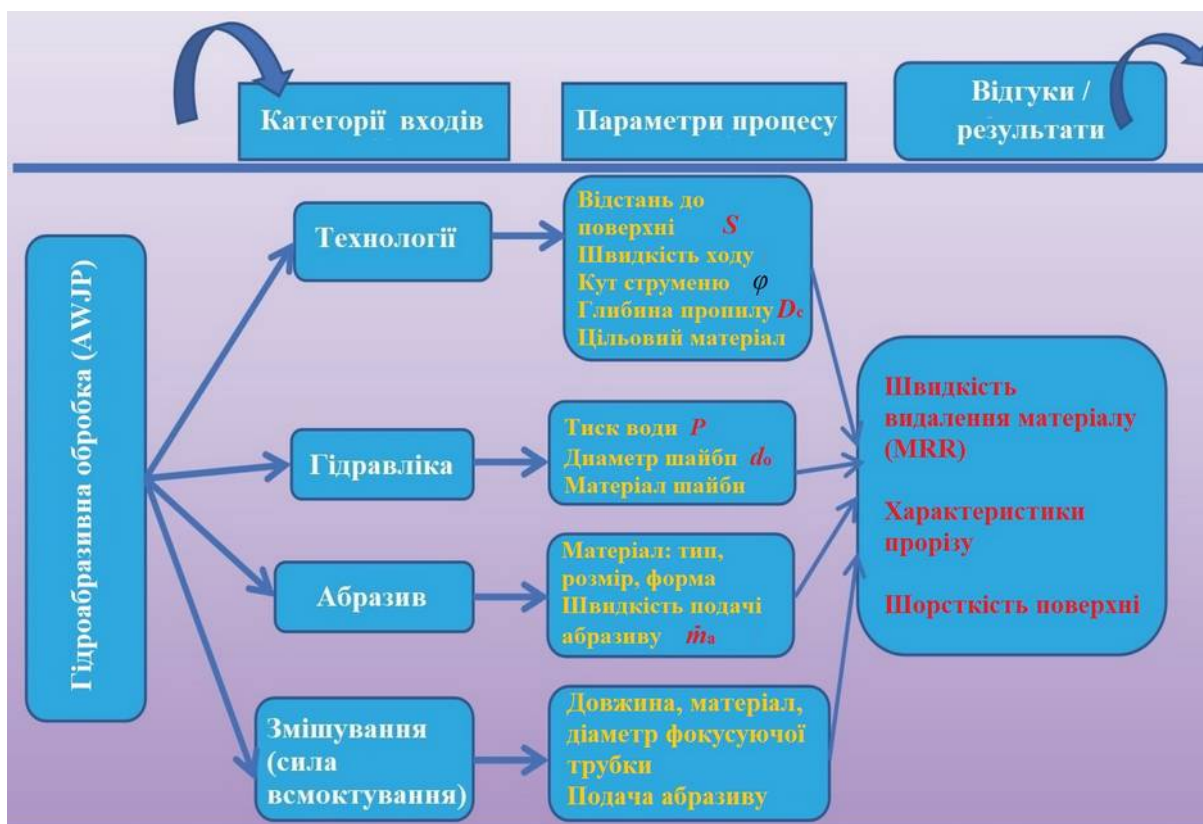 Категорії входів
Параметри процесу
Відгуки /
результати
Гідроабразивна обробка (AWJP)
Технології
Відстань до
поверхні S
Швидкість ходу
Кут струменю φ
Глибина пропилу Dc
Цільовий матеріал
Гідравліка
Тиск води P
Диаметр шайби do
Матеріал шайби
Абразив
Матеріал: тип,
розмір, форма
Швидкість подачі
абразиву ṁa
Змішування
(сила
всмоктування)
Довжина, матеріал,
діаметр фокусуючої
трубки
Подача абразиву
Швидкість
видалення матеріалу
(MRR)
Характеристики
прорізу
Шорсткість поверхні